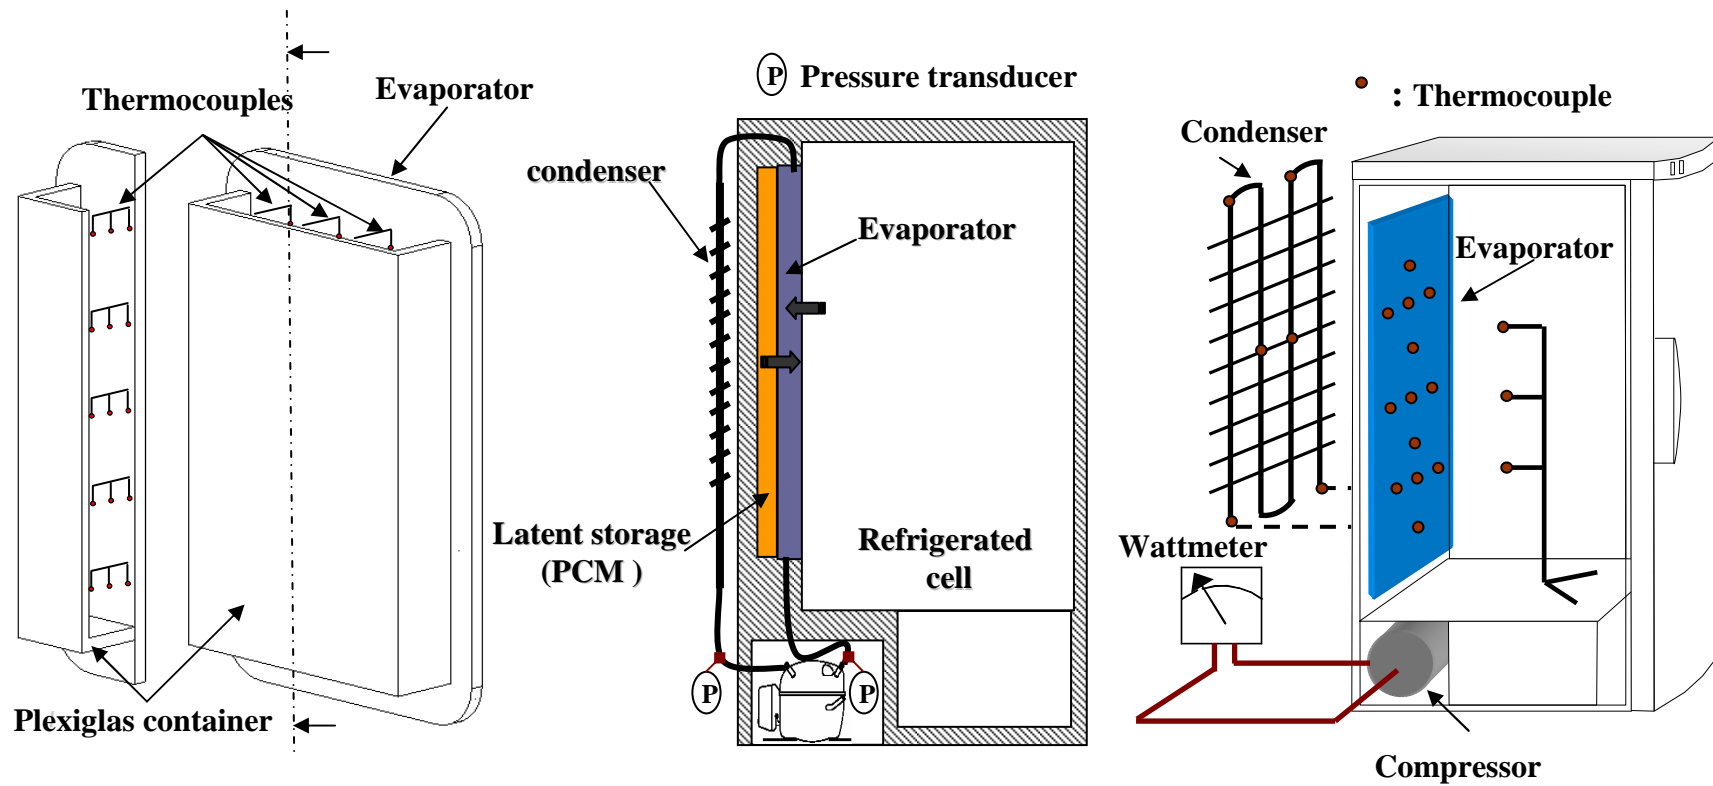 Thermocouples
Evaporator
Plexiglas container
P Pressure transducer
condenser
Evaporator
Latent storage
(PCM )
Refrigerated
cell
P
P
: Thermocouple
Condenser
Evaporator
Wattmeter
Compressor